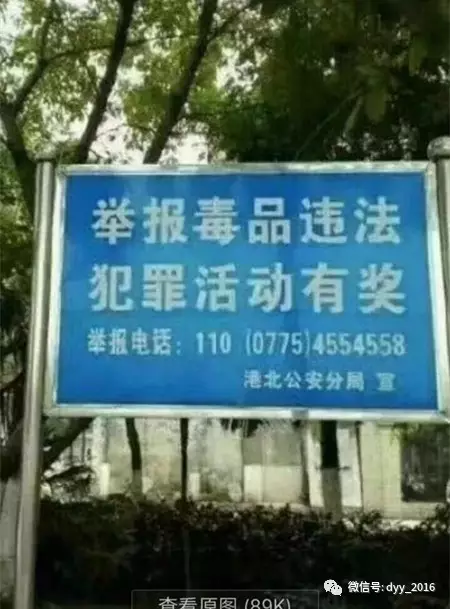 举报毒品违法
犯罪活动有奖
举报电话：110 (0775)4554558
港北公安分局 宣
查看原图 (89K)
微信号: dyy_2016